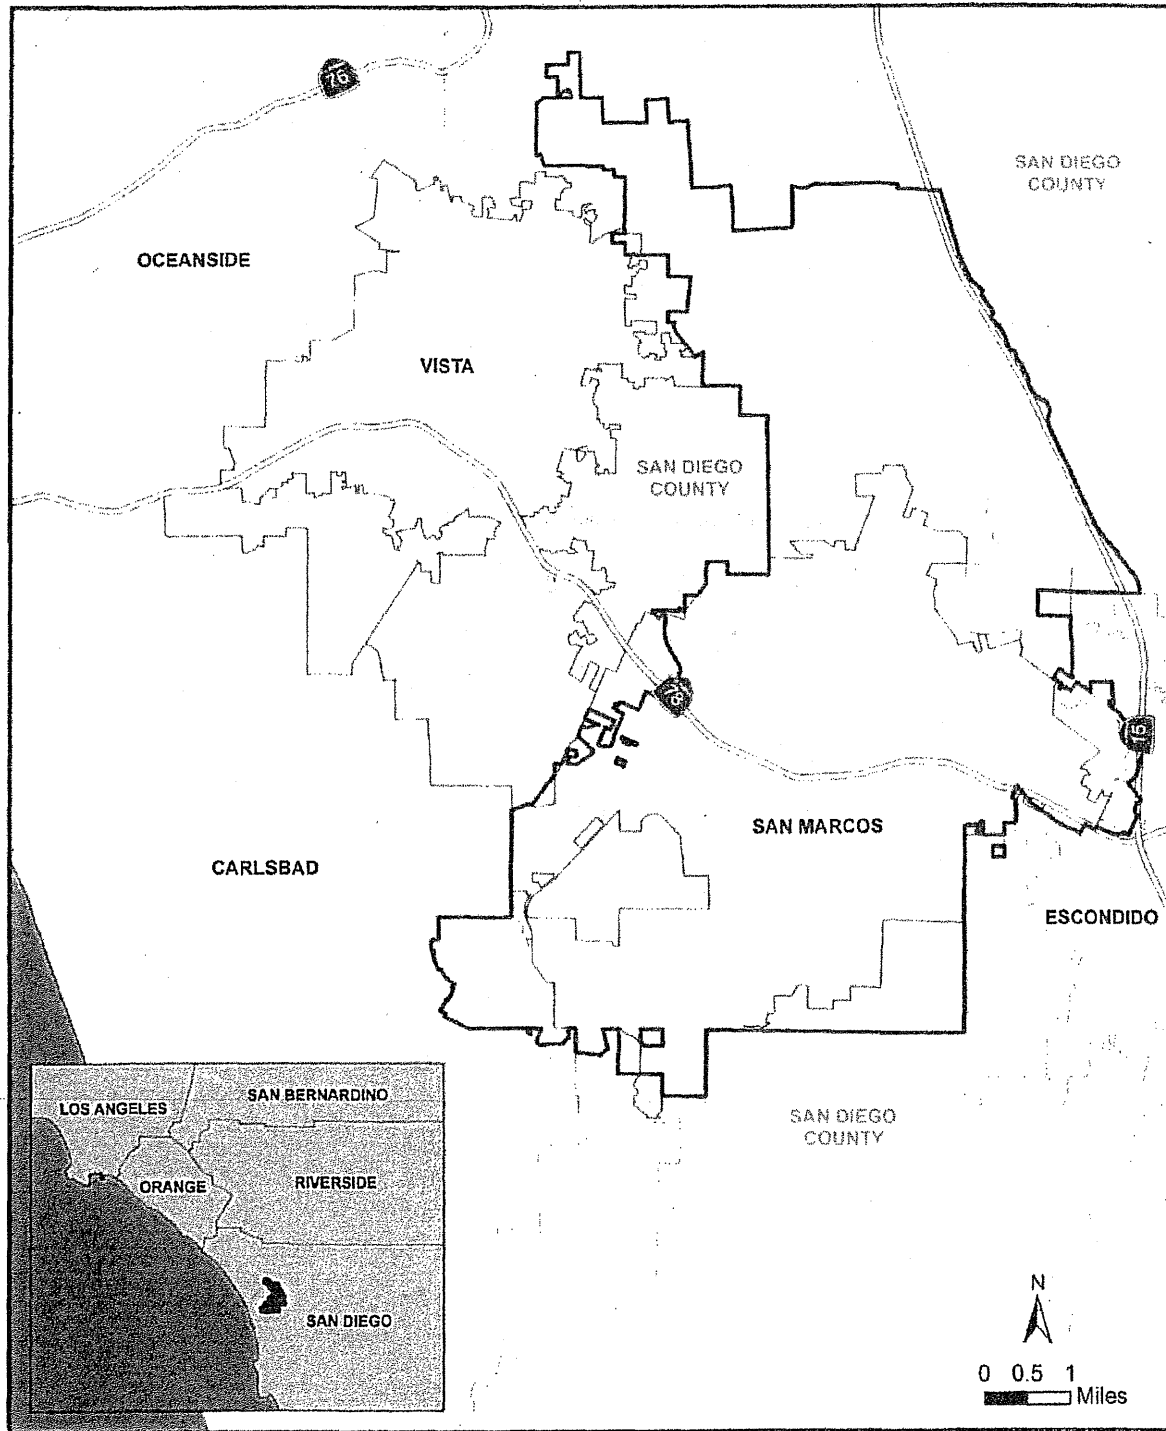 76
SAN DIEGO
COUNTY
OCEANSIDE
VISTA
SAN DIEGO
COUNTY
78
15
SAN MARCOS
CARLSBAD
ESCONDIDO
SAN DIEGO
COUNTY
LOS ANGELES
SAN BERNARDINO
ORANGE
RIVERSIDE
SAN DIEGO
N
0 0.5 1
Miles